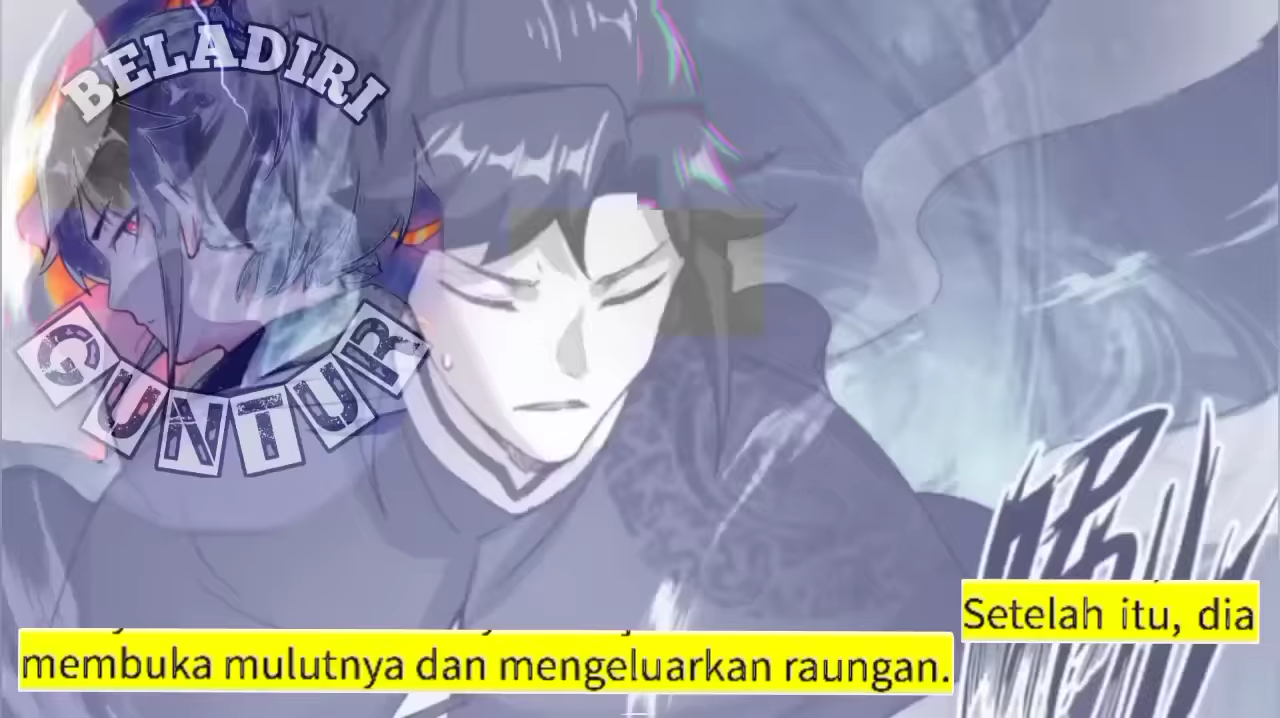 BELADIRI
GUNTUR
Setelah itu, dia
membuka mulutnya dan mengeluarkan raungan.